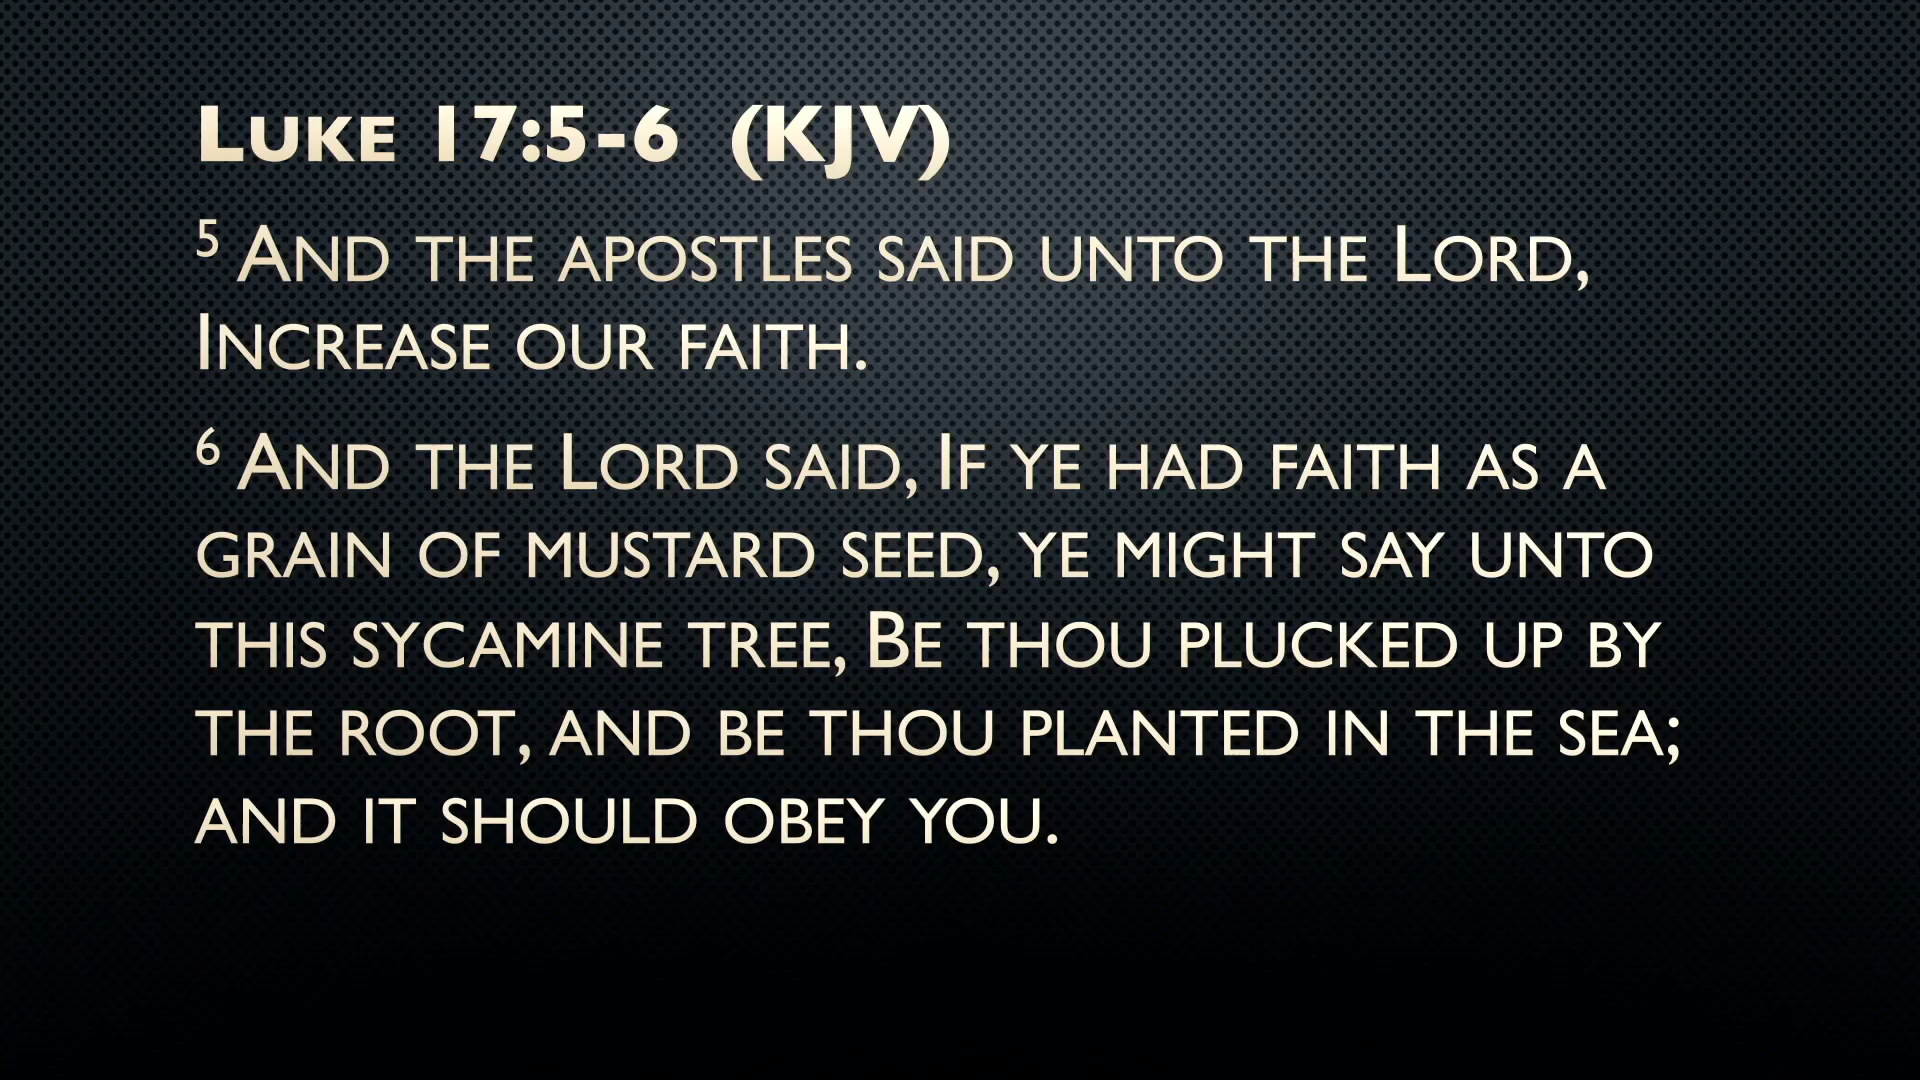 Luke 17:5-6 (KJV)
5 And the apostles said unto the Lord,
Increase our faith.
6 And the Lord said, If ye had faith as a
grain of mustard seed, ye might say unto
this sycamine tree, Be thou plucked up by
the root, and be thou planted in the sea;
and it should obey you.